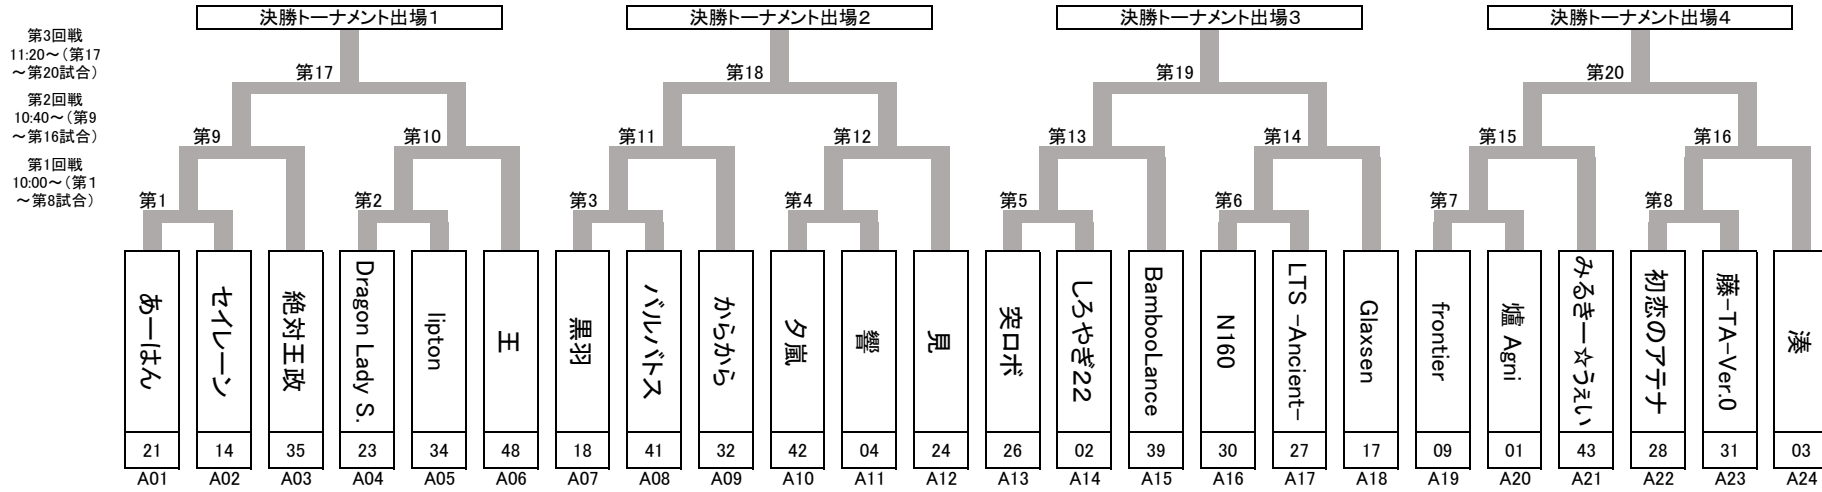 決勝トーナメント出場1
決勝トーナメント出場2
決勝トーナメント出場3
決勝トーナメント出場4
第3回戦
11:20~(第17
~第20試合)
第17
第18
第19
第20
第2回戦
10:40~(第9
~第16試合)
第9
第10
第11
第12
第13
第14
第15
第16
第1回戦
10:00~(第1
~第8試合)
第1
第2
第3
第4
第5
第6
第7
第8
あーはん
セイレーン
絶対王政
Dragon Lady S.
lipton
王
黒羽
バルバトス
からから
夕嵐
響
見
突ロボ
しろやぎ22
BambooLance
N160
LTS -Ancient-
Glaxsen
frontier
爐 Agni
みるきー☆うぇい
初恋のアテナ
藤-TA-Ver.0
湊
21
14
35
23
34
48
18
41
32
42
04
24
26
02
39
30
27
17
09
01
43
28
31
03
A01
A02
A03
A04
A05
A06
A07
A08
A09
A10
A11
A12
A13
A14
A15
A16
A17
A18
A19
A20
A21
A22
A23
A24